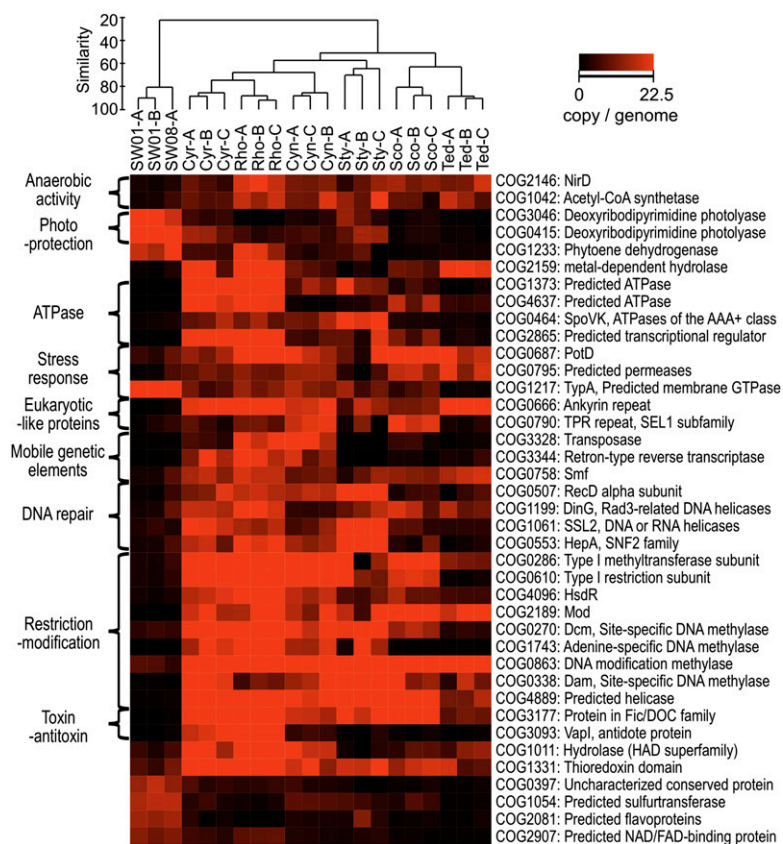 20
40
60
80
100
Similarity
0 22.5
copy / genome
SW01-A
SW01-B
SW08-A
Cyr-A
Cyr-B
Cyr-C
Rho-A
Rho-B
Rho-C
Cyn-A
Cyn-C
Cyn-B
Sty-A
Sty-B
Sty-C
Sco-A
Sco-B
Sco-C
Ted-A
Ted-B
Ted-C
Anaerobic
activity
Photo
-protection
ATPase
Stress
response
Eukaryotic
-like proteins
Mobile genetic
elements
DNA repair
Restriction
-modification
Toxin
-antitoxin
COG2146: NirD
COG1042: Acetyl-CoA synthetase
COG3046: Deoxyribodipyrimidine photolyase
COG0415: Deoxyribodipyrimidine photolyase
COG1233: Phytoene dehydrogenase
COG2159: metal-dependent hydrolase
COG1373: Predicted ATPase
COG4637: Predicted ATPase
COG0464: SpoVK, ATPases of the AAA+ class
COG2865: Predicted transcriptional regulator
COG0687: PotD
COG0795: Predicted permeases
COG1217: TypA, Predicted membrane GTPase
COG0666: Ankyrin repeat
COG0790: TPR repeat, SEL1 subfamily
COG3328: Transposase
COG3344: Retron-type reverse transcriptase
COG0758: Smf
COG0507: RecD alpha subunit
COG1199: DinG, Rad3-related DNA helicases
COG1061: SSL2, DNA or RNA helicases
COG0553: HepA, SNF2 family
COG0286: Type I methyltransferase subunit
COG0610: Type I restriction subunit
COG4096: HsdR
COG2189: Mod
COG0270: Dcm, Site-specific DNA methylase
COG1743: Adenine-specific DNA methylase
COG0863: DNA modification methylase
COG0338: Dam, Site-specific DNA methylase
COG4889: Predicted helicase
COG3177: Protein in Fic/DOC family
COG3093: VapI, antidote protein
COG1011: Hydrolase (HAD superfamily)
COG1331: Thioredoxin domain
COG0397: Uncharacterized conserved protein
COG1054: Predicted sulfurtransferase
COG2081: Predicted flavoproteins
COG2907: Predicted NAD/FAD-binding protein